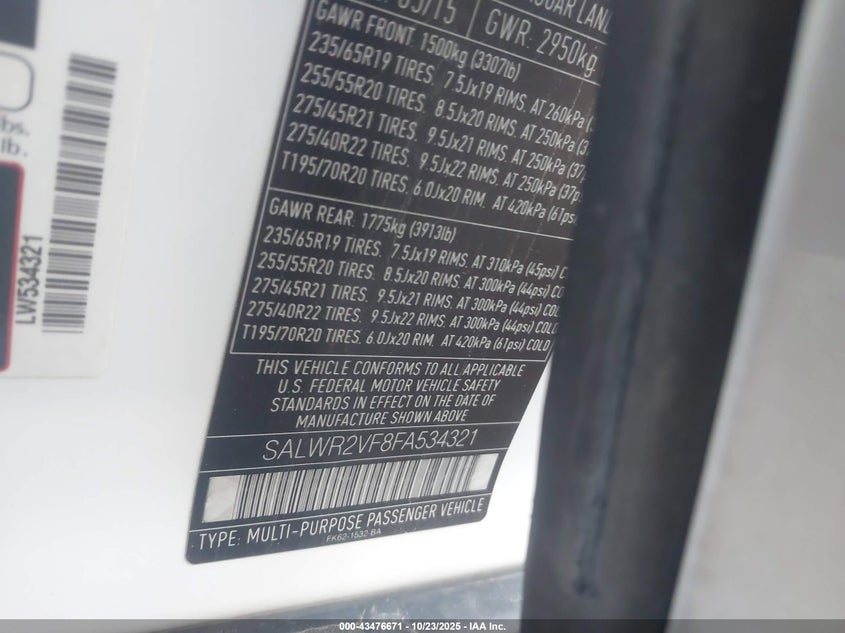 05/15
GWR: 2950kg
GAWR FRONT. 1500kg (3307lb)
235/65R19 TIRES. 7.5Jx19 RIMS. AT 260kPa
255/55R20 TIRES. 8.5Jx20 RIMS. AT 250kPa
275/45R21 TIRES. 9.5Jx21 RIMS. AT 250kPa
275/40R22 TIRES. 9.5Jx22 RIMS. AT 250kPa
T195/70R20 TIRES. 6.0Jx20 RIM. AT 420kPa (61psi)
GAWR REAR. 1775kg (3913lb)
235/65R19 TIRES. 7.5Jx19 RIMS. AT 310kPa (45psi)
255/55R20 TIRES. 8.5Jx20 RIMS. AT 300kPa (44psi)
275/45R21 TIRES. 9.5Jx21 RIMS. AT 300kPa (44psi)
275/40R22 TIRES. 9.5Jx22 RIMS. AT 300kPa (44psi) COLD
T195/70R20 TIRES. 6.0Jx20 RIM. AT 420kPa (61psi) COLD
THIS VEHICLE CONFORMS TO ALL APPLICABLE
U.S. FEDERAL MOTOR VEHICLE SAFETY
STANDARDS IN EFFECT ON THE DATE OF
MANUFACTURE SHOWN ABOVE
SALWR2VF8FA534321
TYPE: MULTI-PURPOSE PASSENGER VEHICLE
FK62-1532-BA
lbs.
lb.
LW534321
000-43476671 - 10/23/2025 - IAA Inc.